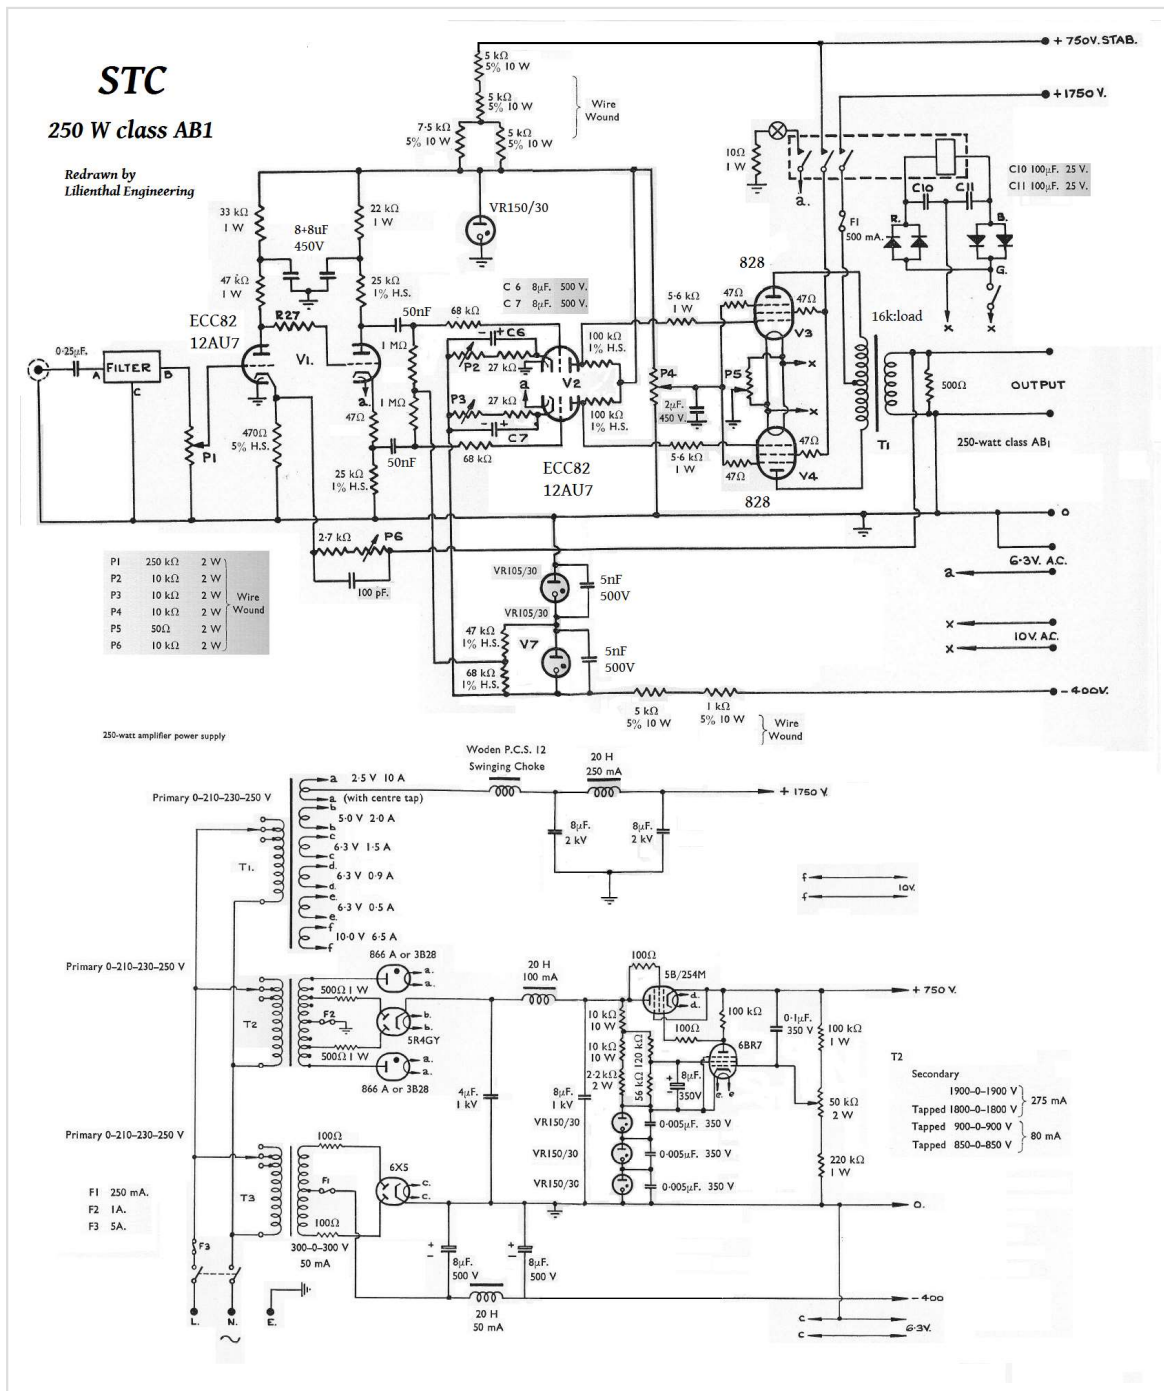 STC
250 W class AB1
Redrawn by
Lilienthal Engineering
5 kΩ
5% 10 W
5 kΩ
5% 10 W
Wire
Wound
7·5 kΩ
5% 10 W
5 kΩ
5% 10 W
+ 750V. STAB.
+1750 V.
10Ω
1 W
a.
C10
C11
C10 100μF. 25 V.
C11 100μF. 25 V.
F1
500 mA.
R.
B.
G.
x
x
33 kΩ
1 W
22 kΩ
1 W
8+8uF
450V
VR150/30
47 kΩ
1 W
25 kΩ
1% H.S.
C 6 8μF. 500 V.
C 7 8μF. 500 V.
828
ECC82
12AU7
R27
V1.
50nF
68 kΩ
+ C6
1 MΩ
P2
27 kΩ
a
V2
100 kΩ
1% H.S.
5·6 kΩ
1 W
47Ω
47Ω
V3
16k:load
0·25μF.
A
FILTER
B
C
P1
470Ω
5% H.S.
a.
47Ω
1 MΩ
P3
27 kΩ
a
− +
C7
100 kΩ
1% H.S.
P4
2μF.
450 V.
P5
x
x
500Ω
OUTPUT
250-watt class AB1
T1
50nF
68 kΩ
25 kΩ
1% H.S.
ECC82
12AU7
5·6 kΩ
1 W
47Ω
47Ω
V4
828
0
2·7 kΩ
P6
100 pF.
6·3V. A.C.
a
P1 250 kΩ 2 W
P2 10 kΩ 2 W
P3 10 kΩ 2 W
P4 10 kΩ 2 W
P5 50Ω 2 W
P6 10 kΩ 2 W
Wire
Wound
VR105/30
5nF
500V
VR105/30
47 kΩ
1% H.S.
V7
68 kΩ
1% H.S.
5nF
500V
x
10V. A.C.
x
- 400V.
5 kΩ
5% 10 W
1 kΩ
5% 10 W
Wire
Wound
250-watt amplifier power supply
Woden P.C.S. 12
Swinging Choke
20 H
250 mA
+ 1750 V.
8μF.
2 kV
8μF.
2 kV
Primary 0–210–230–250 V
T1.
a 2·5 V 10 A
a (with centre tap)
b
5·0 V 2·0 A
b
c
6·3 V 1·5 A
c
d.
6·3 V 0·9 A
d.
e.
6·3 V 0·5 A
e.
f
10·0 V 6·5 A
f
f
10V.
f
Primary 0–210–230–250 V
T2
866 A or 3B28
a.
a.
500Ω 1 W
F2
b.
b.
5R4GY
500Ω 1 W
a.
a.
866 A or 3B28
20 H
100 mA
4μF.
1 kV
8μF.
1 kV
100Ω
5B/254M
d.
d.
+ 750 V.
10 kΩ
10 W
10 kΩ
10 W
2·2 kΩ
2 W
120 kΩ
56 kΩ
100Ω
100 kΩ
6BR7
e.
e
+
−
8μF.
350V
0·1μF.
350 V
100 kΩ
1 W
50 kΩ
2 W
220 kΩ
1 W
VR150/30
0·005μF. 350 V
VR150/30
0·005μF. 350 V
VR150/30
0·005μF. 350 V
T2
Secondary
1900–0–1900 V
Tapped 1800–0–1800 V
275 mA
Tapped 900–0–900 V
Tapped 850–0–850 V
80 mA
Primary 0–210–230–250 V
T3
100Ω
F1
6X5
c.
c.
100Ω
300–0–300 V
50 mA
0.
F1 250 mA.
F2 1A.
F3 5A.
F3
L.
N.
E.
+
−
8μF.
500 V
+
−
8μF.
500 V
20 H
50 mA
- 400
c
6·3V.
c